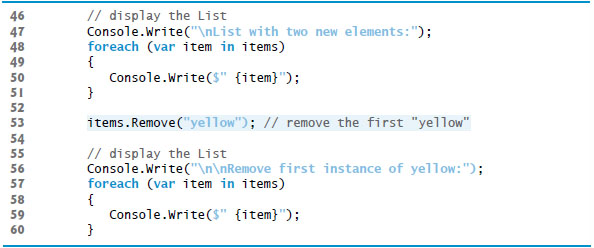 46 // display the List
47 Console.Write("\nList with two new elements:");
48 foreach (var item in items)
49 {
50 Console.Write($" {item}");
51 }
52
53 items.Remove("yellow"); // remove the first "yellow"
54
55 // display the List
56 Console.Write("\n\nRemove first instance of yellow:");
57 foreach (var item in items)
58 {
59 Console.Write($" {item}");
60 }